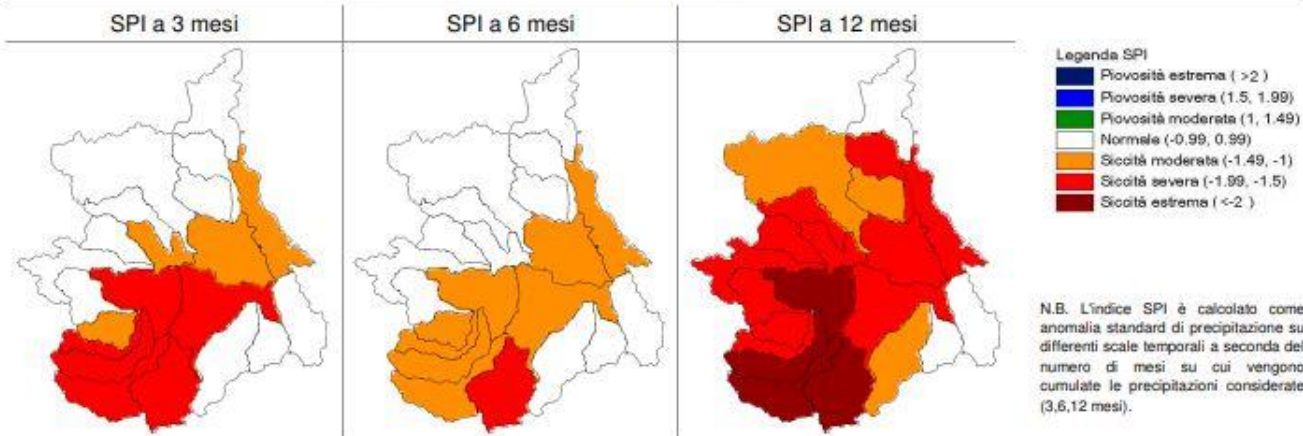 SPI a 3 mesi
SPI a 6 mesi
SPI a 12 mesi
Legenda SPI
Piovosità estrema ( >2 )
Piovosità severa (1.5, 1.99)
Piovosità moderata (1, 1.49)
Normale (-0.99, 0.99)
Siccità moderata (-1.49, -1)
Siccità severa (-1.99, -1.5)
Siccità estrema ( <-2 )
N.B. L'indice SPI è calcolato come
anomalia standard di precipitazione su
differenti scale temporali a seconda del
numero di mesi su cui vengono
cumulate le precipitazioni considerate
(3,6,12 mesi).